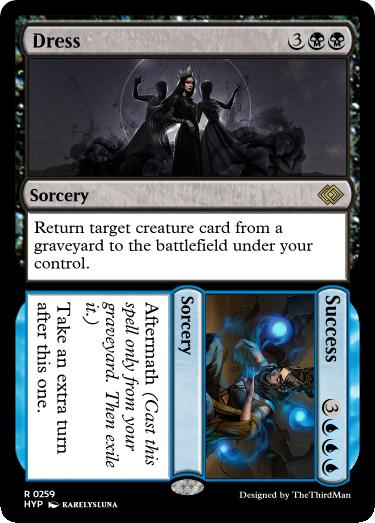 Dress 3
Sorcery
Return target creature card from a
graveyard to the battlefield under your
control.
Success 3
Sorcery
Aftermath (Cast this
spell only from your
graveyard. Then exile
it.)
Take an extra turn
after this one.
R 0259
HYP KARELYSLUNA
Designed by TheThirdMan